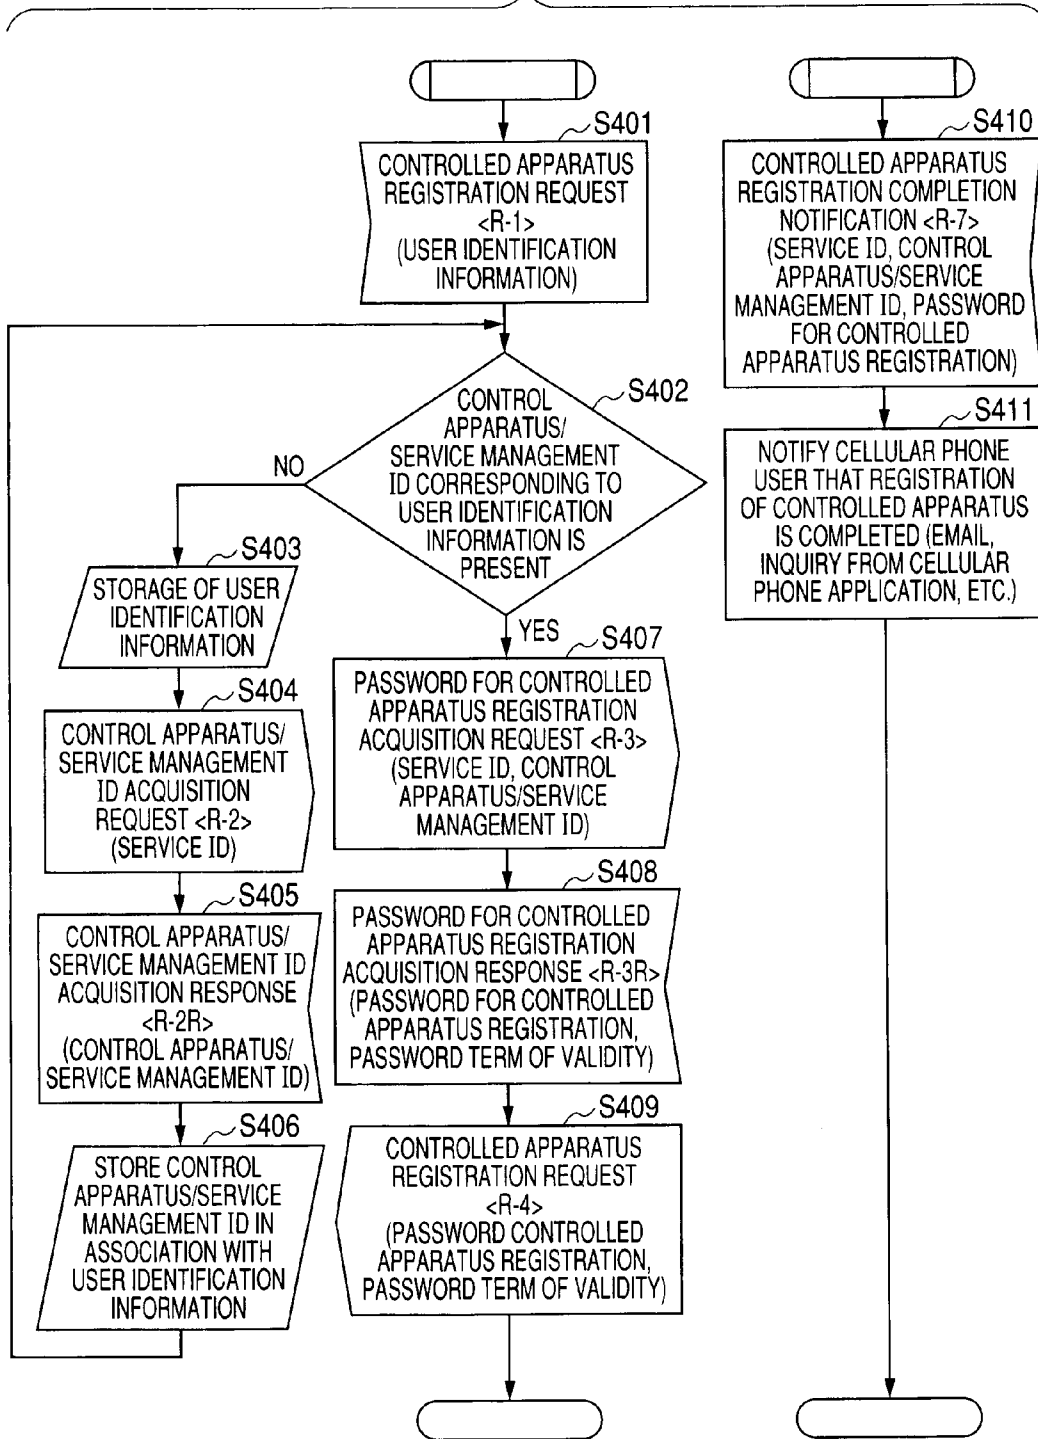 S401
CONTROLLED APPARATUS
REGISTRATION REQUEST
<R-1>
(USER IDENTIFICATION
INFORMATION)
S402
CONTROL
APPARATUS/
SERVICE MANAGEMENT
ID CORRESPONDING TO
USER IDENTIFICATION
INFORMATION IS
PRESENT
NO
YES
S403
STORAGE OF USER
IDENTIFICATION
INFORMATION
S404
CONTROL APPARATUS/
SERVICE MANAGEMENT
ID ACQUISITION
REQUEST <R-2>
(SERVICE ID)
S405
CONTROL APPARATUS/
SERVICE MANAGEMENT ID
ACQUISITION RESPONSE
<R-2R>
(CONTROL APPARATUS/
SERVICE MANAGEMENT ID)
S406
STORE CONTROL
APPARATUS/SERVICE
MANAGEMENT ID IN
ASSOCIATION WITH
USER IDENTIFICATION
INFORMATION
S407
PASSWORD FOR CONTROLLED
APPARATUS REGISTRATION
ACQUISITION REQUEST <R-3>
(SERVICE ID, CONTROL
APPARATUS/SERVICE
MANAGEMENT ID)
S408
PASSWORD FOR CONTROLLED
APPARATUS REGISTRATION
ACQUISITION RESPONSE <R-3R>
(PASSWORD FOR CONTROLLED
APPARATUS REGISTRATION,
PASSWORD TERM OF VALIDITY)
S409
CONTROLLED APPARATUS
REGISTRATION REQUEST
<R-4>
(PASSWORD CONTROLLED
APPARATUS REGISTRATION,
PASSWORD TERM OF VALIDITY)
S410
CONTROLLED APPARATUS
REGISTRATION COMPLETION
NOTIFICATION <R-7>
(SERVICE ID, CONTROL
APPARATUS/SERVICE
MANAGEMENT ID, PASSWORD
FOR CONTROLLED
APPARATUS REGISTRATION)
S411
NOTIFY CELLULAR PHONE
USER THAT REGISTRATION
OF CONTROLLED APPARATUS
IS COMPLETED (EMAIL,
INQUIRY FROM CELLULAR
PHONE APPLICATION, ETC.)